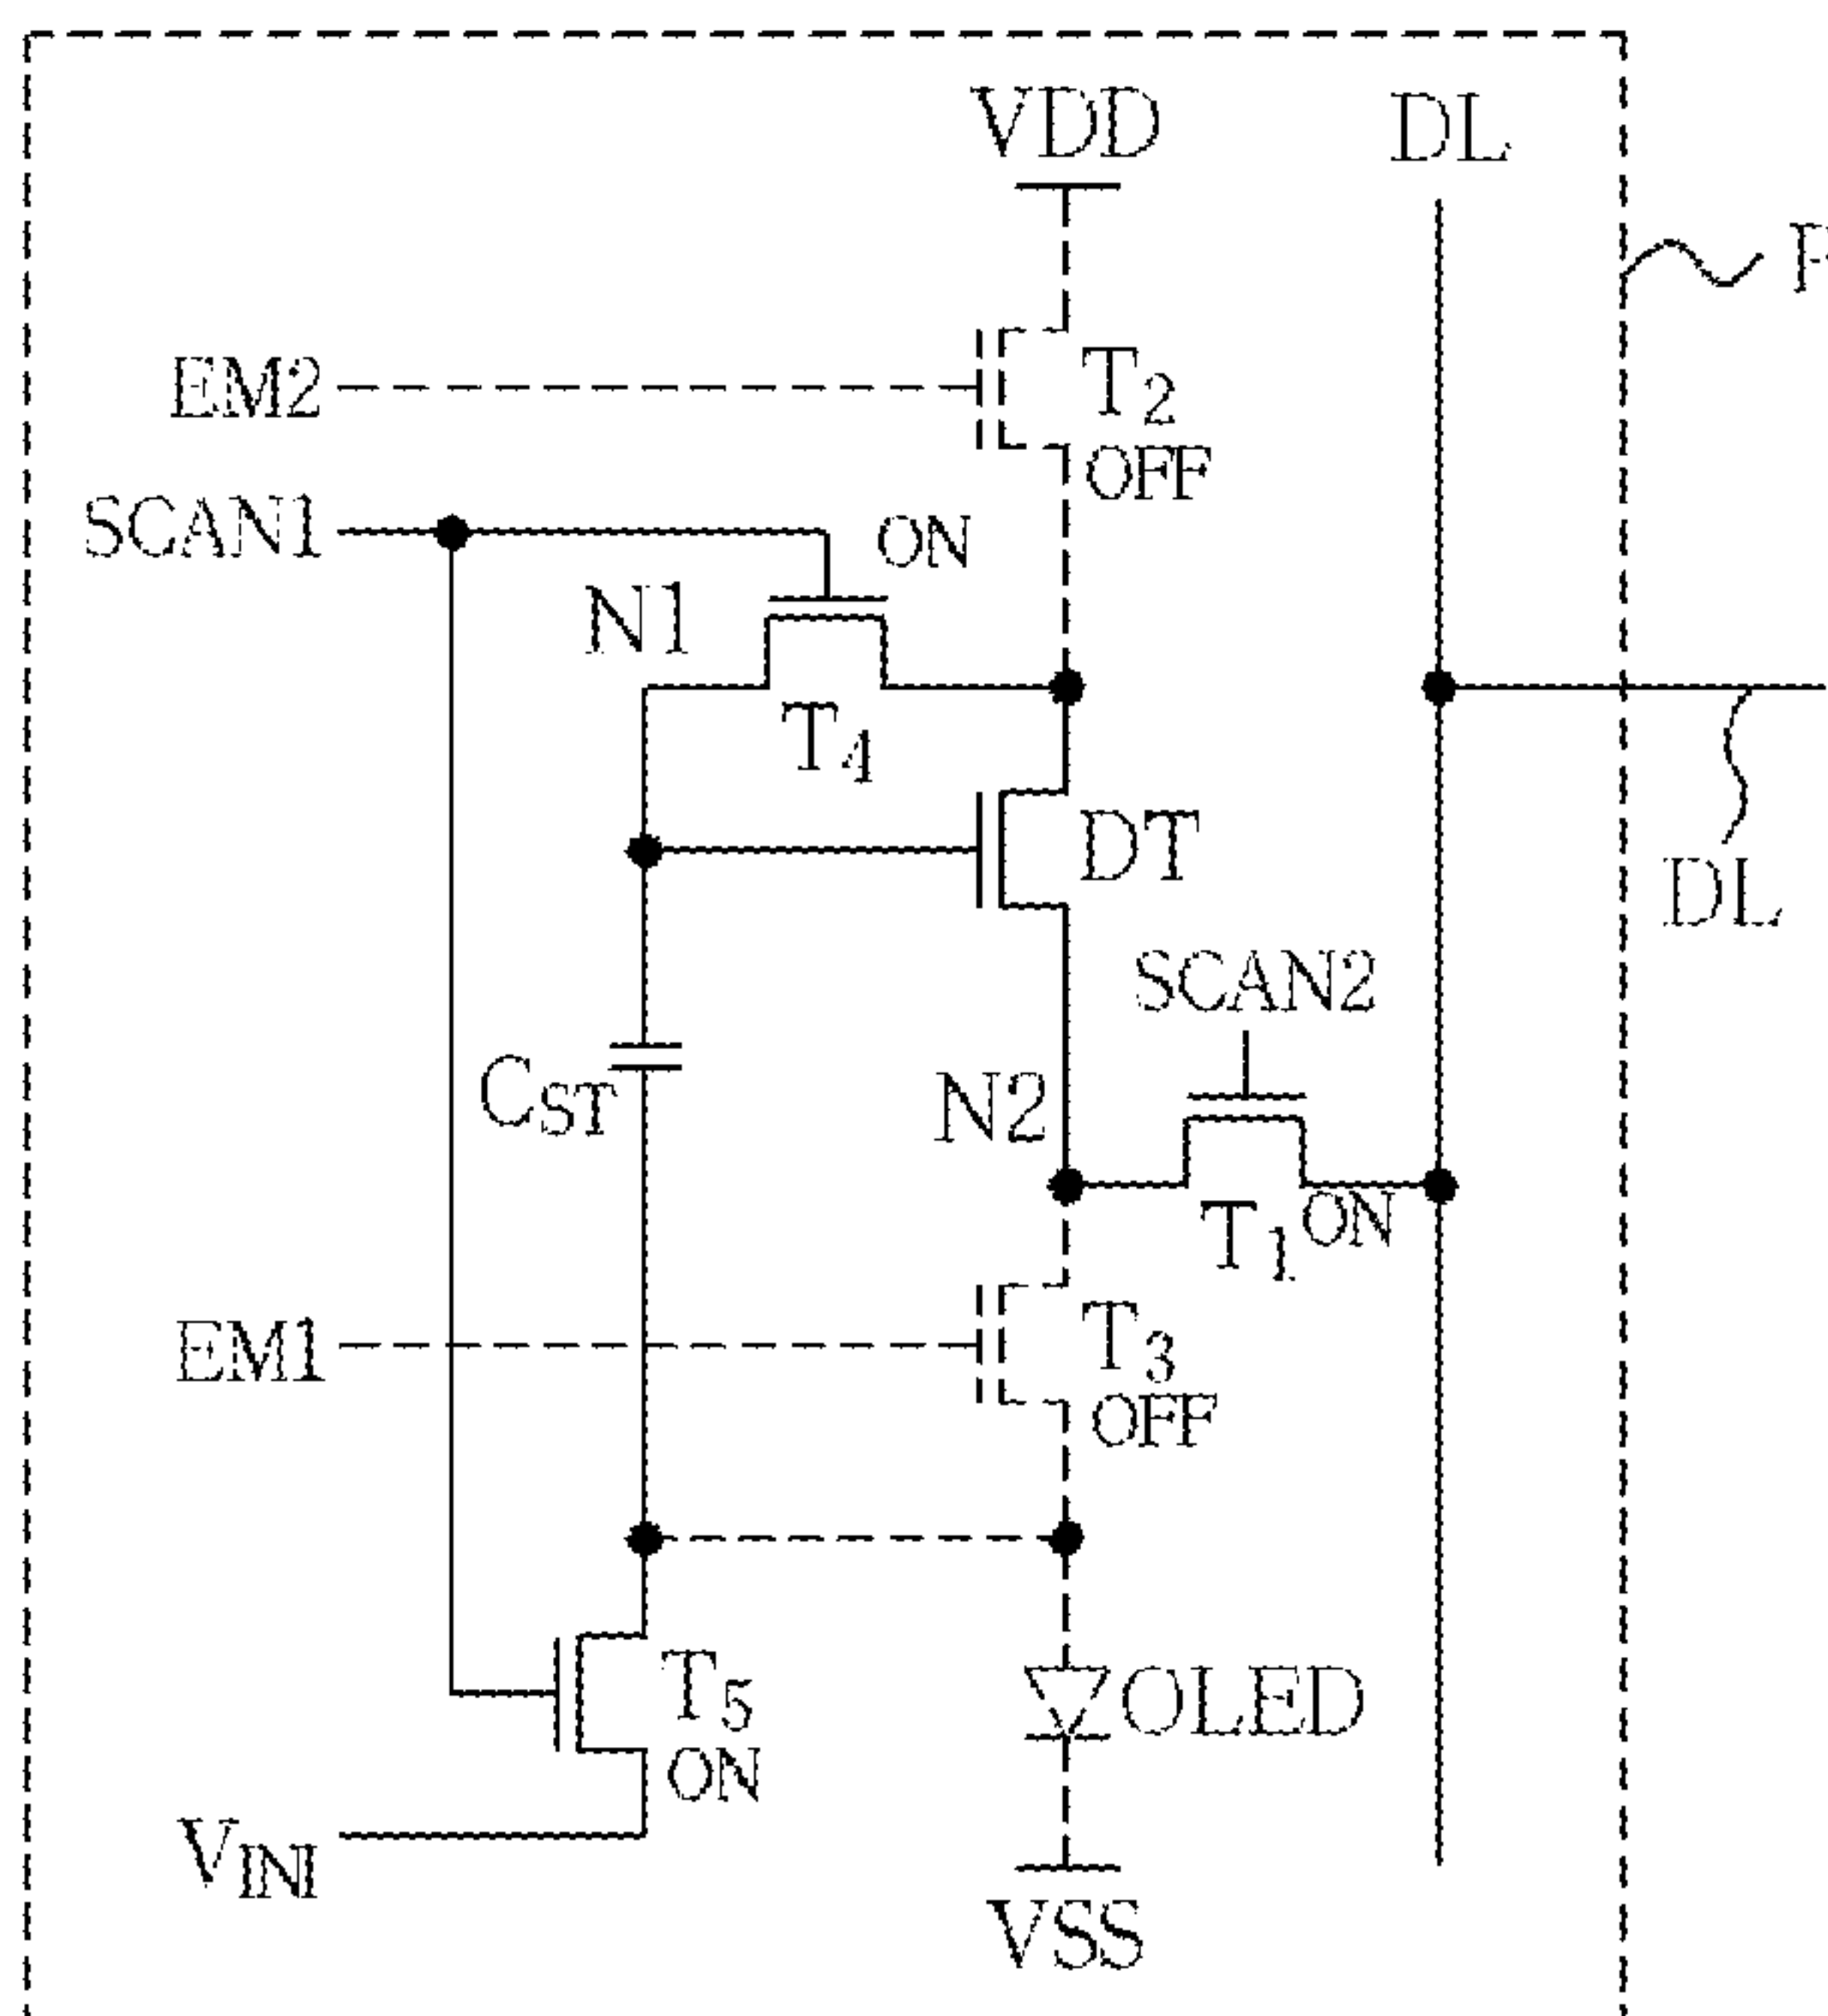 VDD
DL
EM2
T2
OFF
SCAN1
ON
N1
T4
DT
DL
SCAN2
CST
N2
T1
ON
EM1
T3
OFF
T5
ON
OLED
VINI
VSS